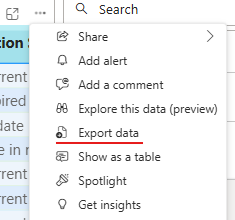 Search
Share
Add alert
Add a comment
Explore this data (preview)
Export data
Show as a table
Spotlight
Get insights